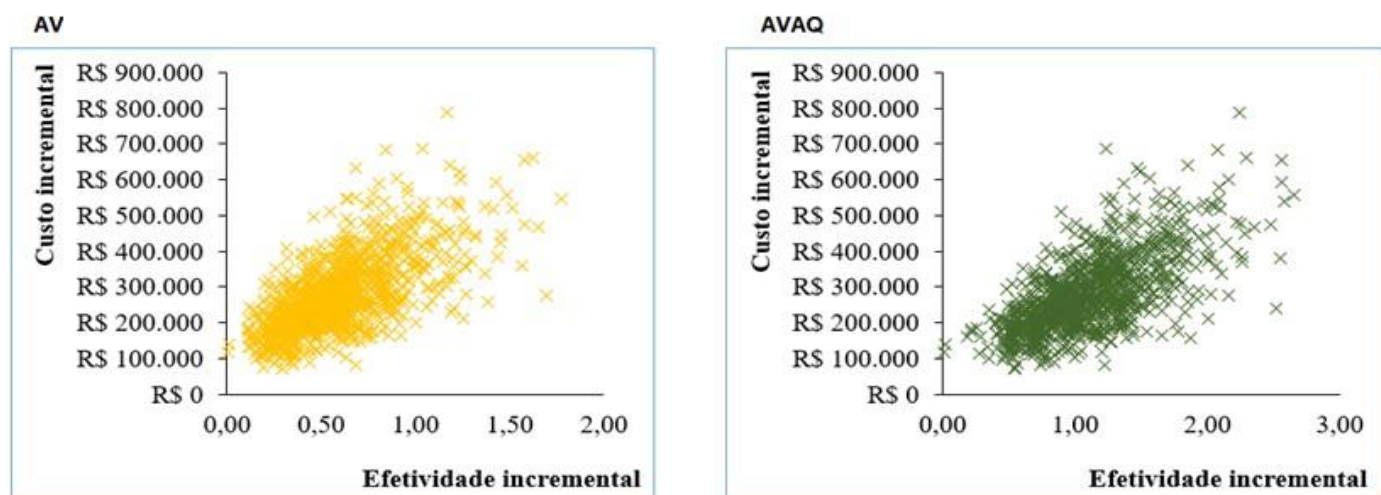 AV
Custo incremental
R$ 900.000
R$ 800.000
R$ 700.000
R$ 600.000
R$ 500.000
R$ 400.000
R$ 300.000
R$ 200.000
R$ 100.000
R$ 0
0,00 0,50 1,00 1,50 2,00
Efetividade incremental
AVAQ
Custo incremental
R$ 900.000
R$ 800.000
R$ 700.000
R$ 600.000
R$ 500.000
R$ 400.000
R$ 300.000
R$ 200.000
R$ 100.000
R$ 0
0,00 1,00 2,00 3,00
Efetividade incremental